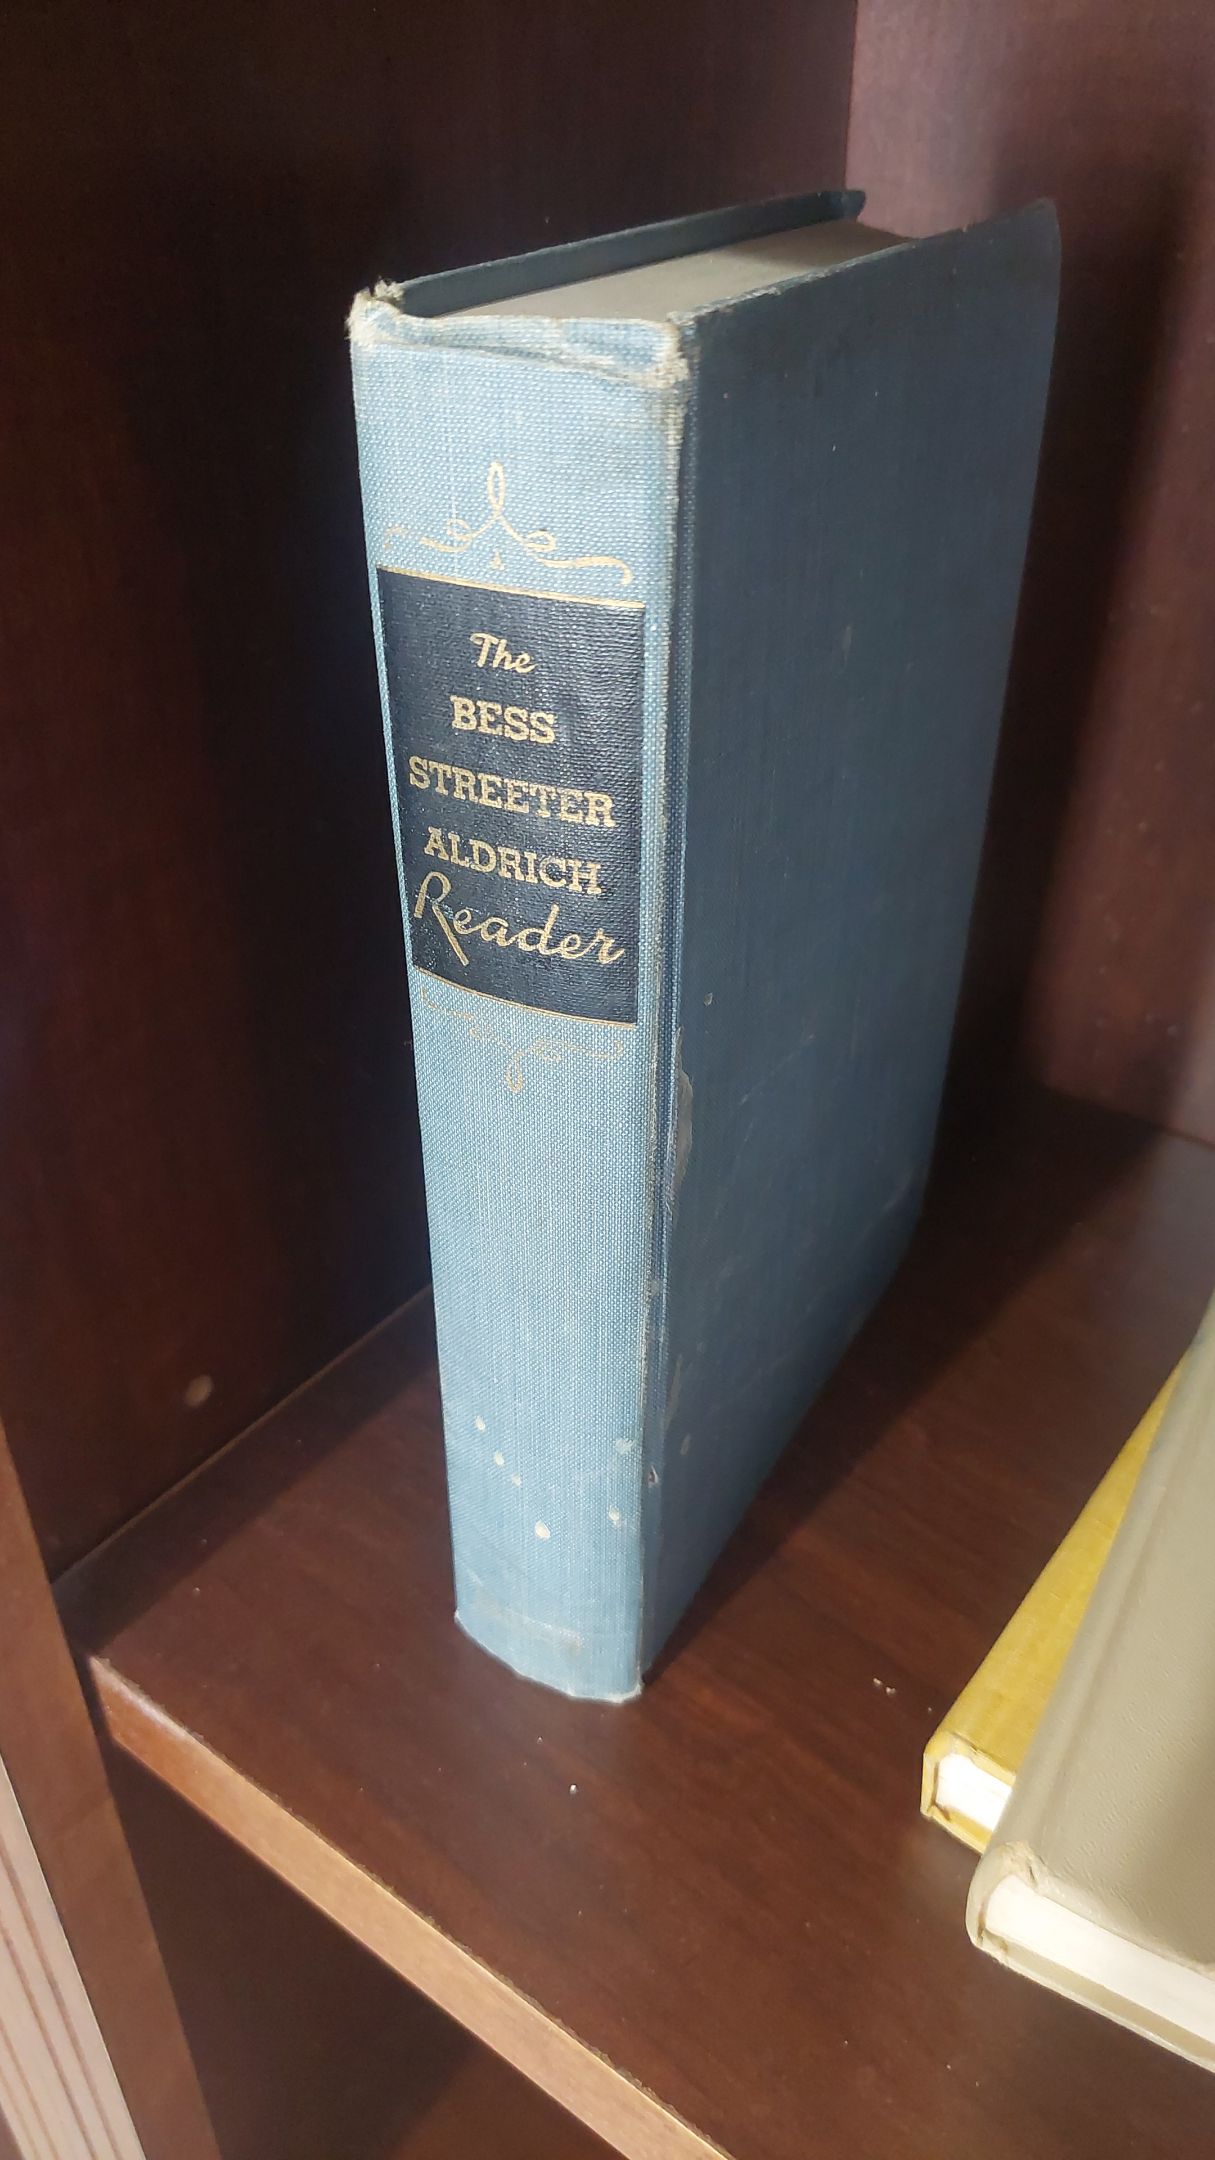 The
BESS
STREETER
ALDRICH
Reader